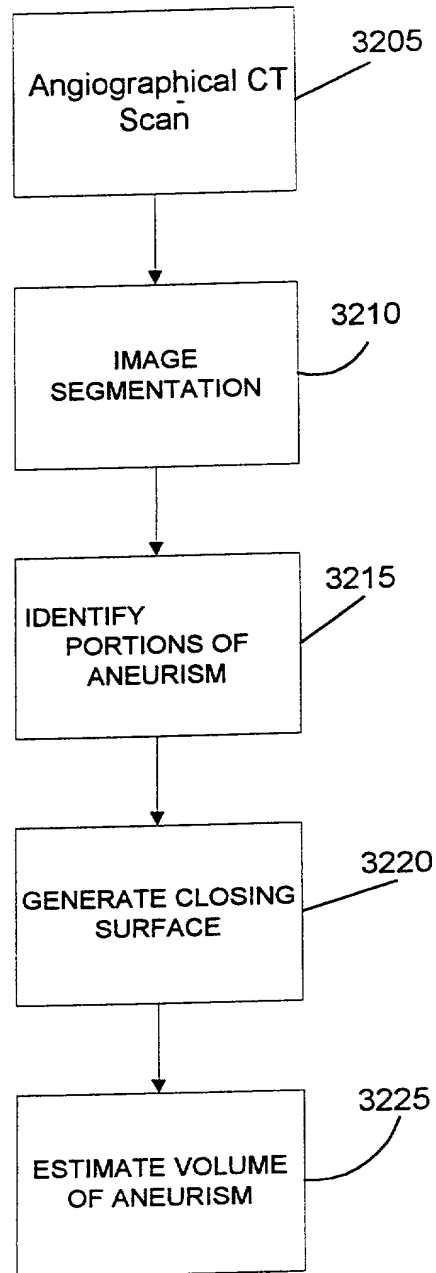 3205
Angiographical CT
Scan
3210
IMAGE
SEGMENTATION
3215
IDENTIFY
PORTIONS OF
ANEURISM
3220
GENERATE CLOSING
SURFACE
3225
ESTIMATE VOLUME
OF ANEURISM